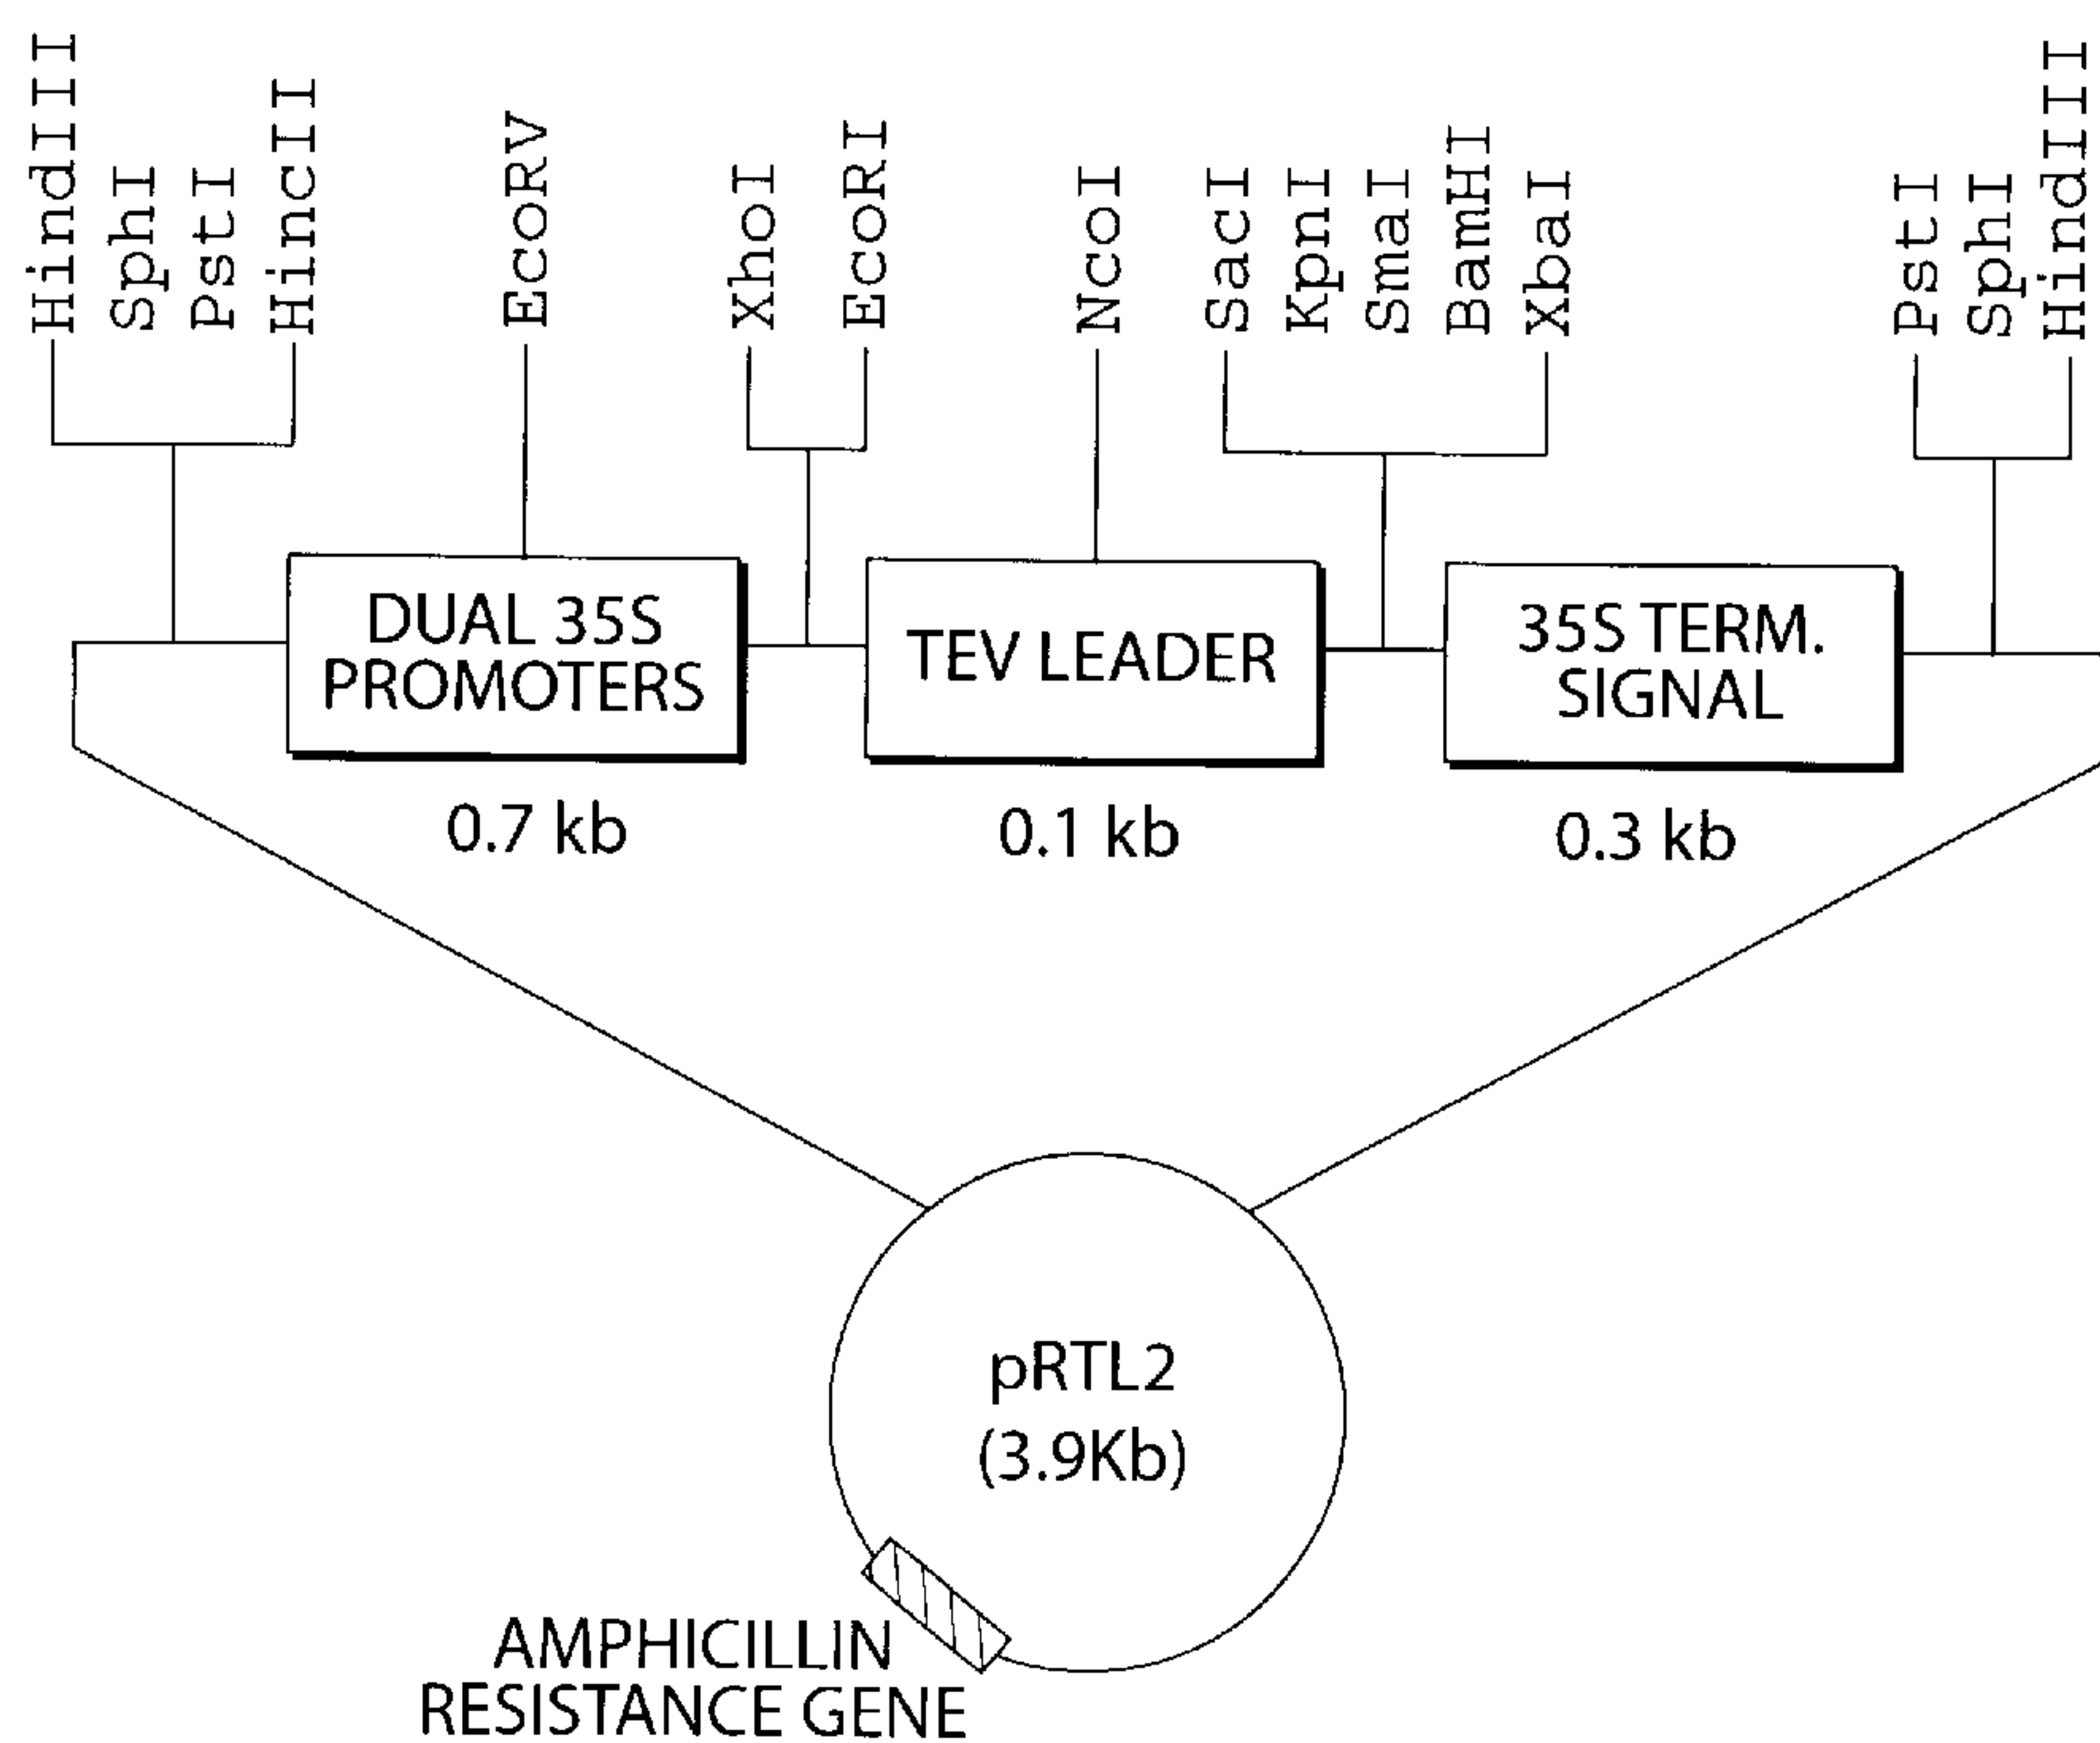 HindIII
SphI
PstI
HincII
EcoRV
XhoI
EcoRI
NcoI
SacI
KpnI
SmaI
BamHI
XbaI
PstI
SphI
HindIII
DUAL 35S
PROMOTERS
TEV LEADER
35S TERM.
SIGNAL
0.7 kb
0.1 kb
0.3 kb
pRTL2
(3.9Kb)
AMPHICILLIN
RESISTANCE GENE